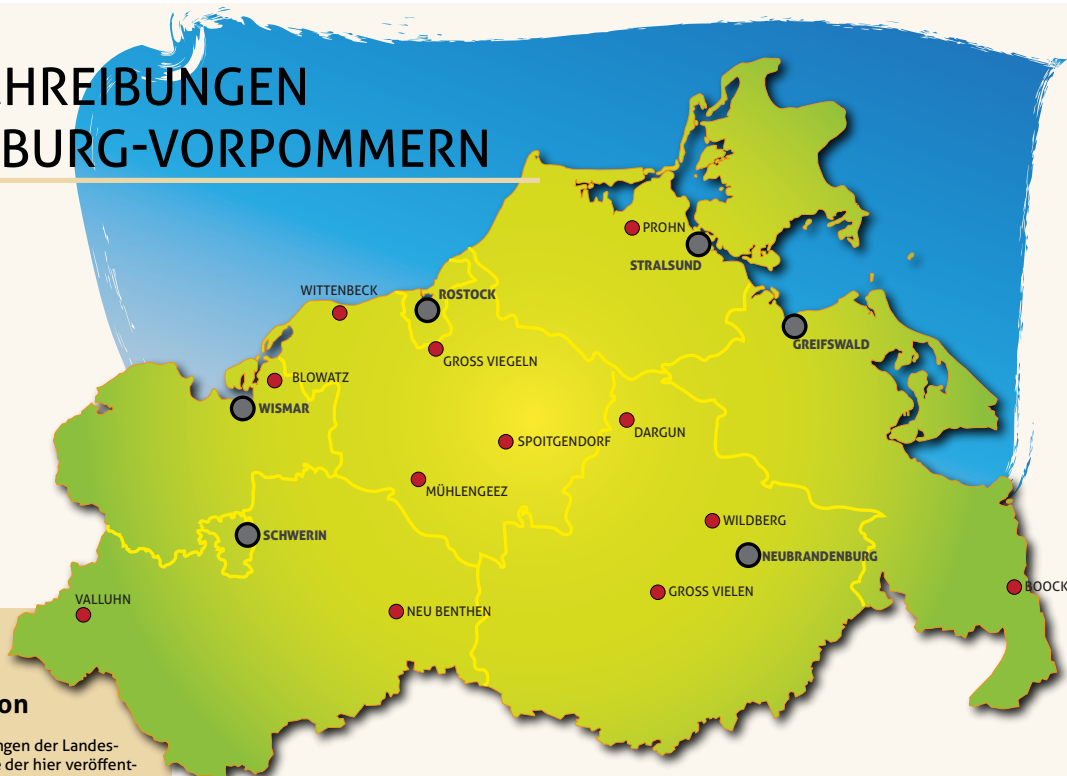 HREIBUNGEN
BURG-VORPOMMERN
PROHN
STRALSUND
WITTENBECK
ROSTOCK
GREIFSWALD
GROSS VIEGELN
BLOWATZ
WISMAR
DARGUN
SPOITGENDORF
MÜHLENGEEZ
WILDBERG
SCHWERIN
NEUBRANDENBURG
BOOCK
GROSS VIELEN
VALLUHN
NEU BENTHEN
on
ngen der Landes-
e der hier veröffent-